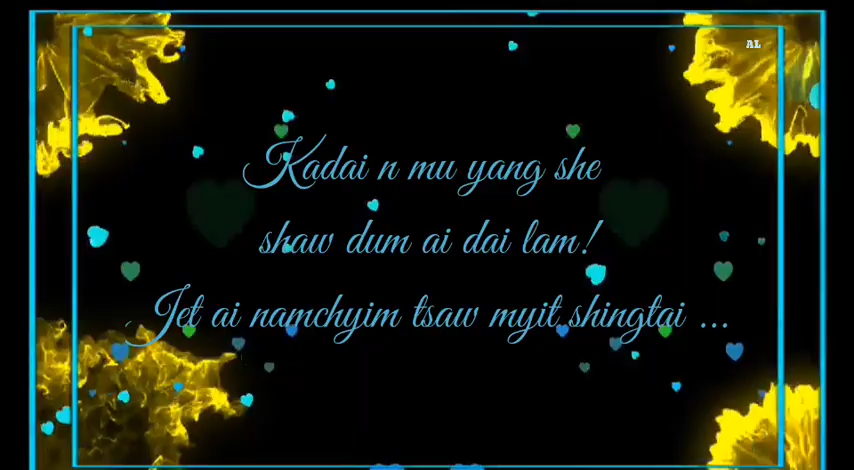 AL
Kadai n mu yang she
shaw dum ai dai lam!
Jet ai namchyim tsaw myit shingtai ...